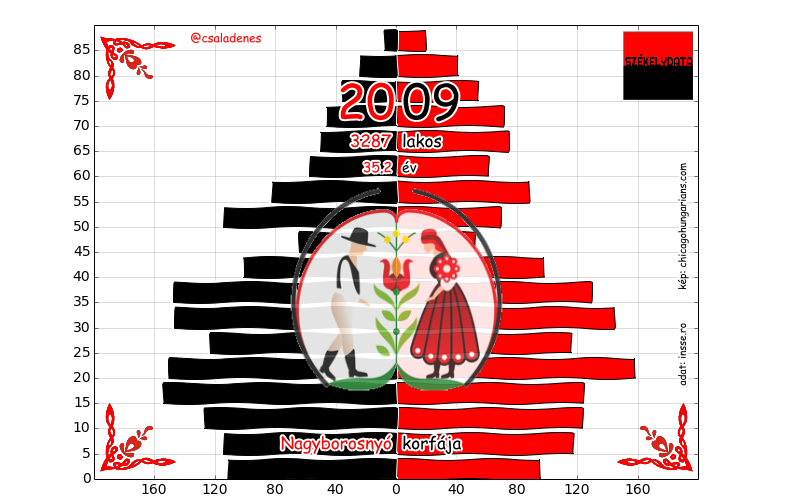 @csaladenes
SZÉKELYDATA
2009
3287 lakos
35.2 év
kép: chicagohungarians.com
adat: insse.ro
Nagyborosnyó korfája
85
80
75
70
65
60
55
50
45
40
35
30
25
20
15
10
5
0
160 120 80 40 0 40 80 120 160